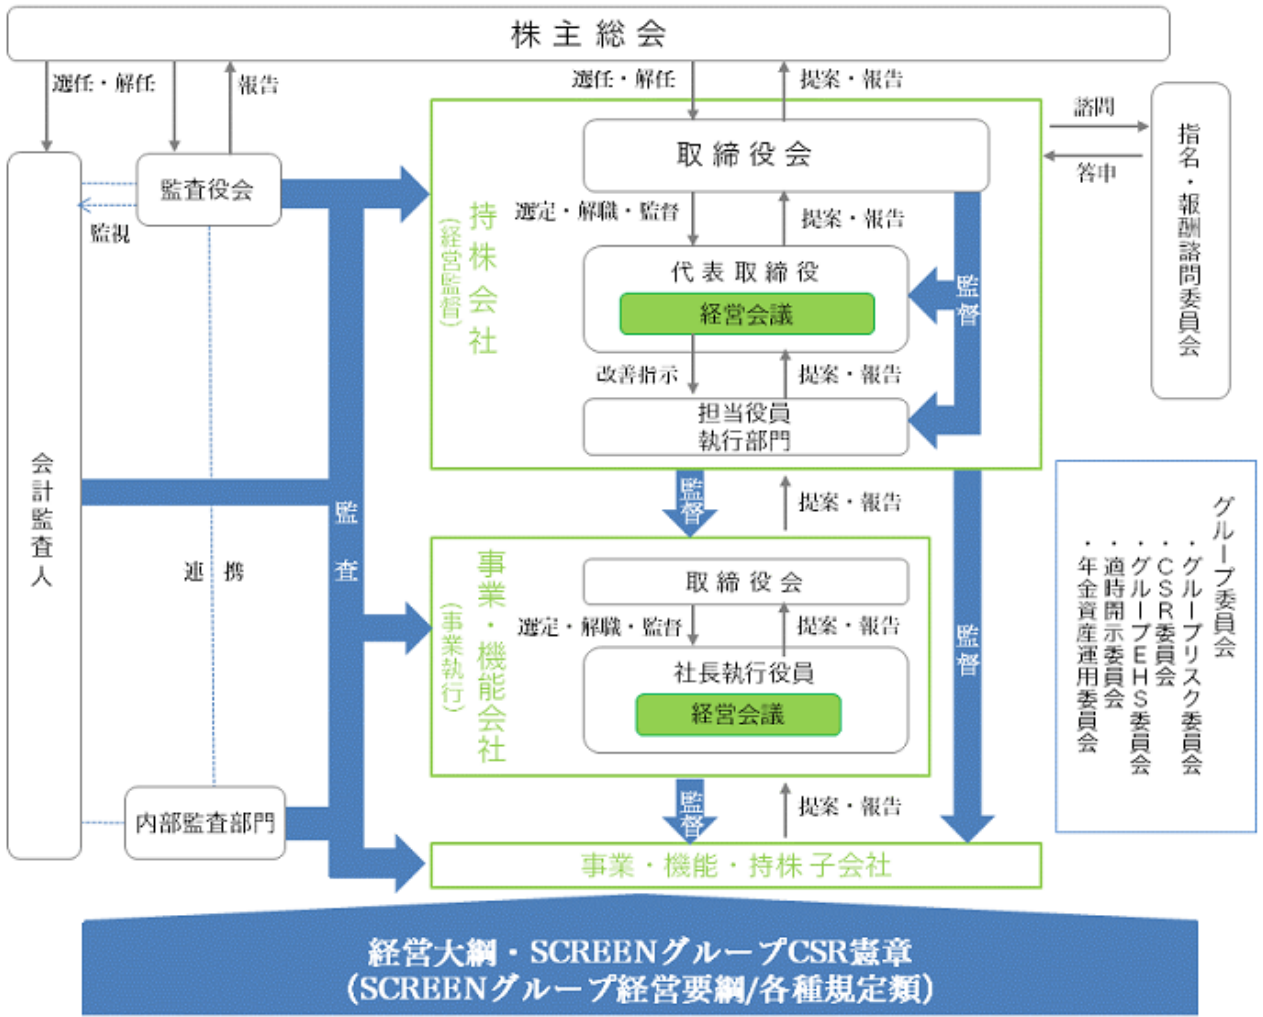 株主総会
選任・解任
報告
選任・解任
提案・報告
諮問
答申
指名・報酬諮問委員会
取締役会
監査役会
監視
持株会社
(経営監督)
選定・解職・監督
提案・報告
代表取締役
経営会議
監督
改善指示
提案・報告
担当役員
執行部門
会計監査人
監査
連携
監督
提案・報告
事業・機能会社
(事業執行)
取締役会
選定・解職・監督
提案・報告
社長執行役員
経営会議
監督
グループ委員会
・グループリスク委員会
・CSR委員会
・グループEHS委員会
・適時開示委員会
・年金資産運用委員会
内部監査部門
監督
提案・報告
事業・機能・持株 子会社
経営大綱・SCREENグループCSR憲章
(SCREENグループ経営要綱/各種規定類)